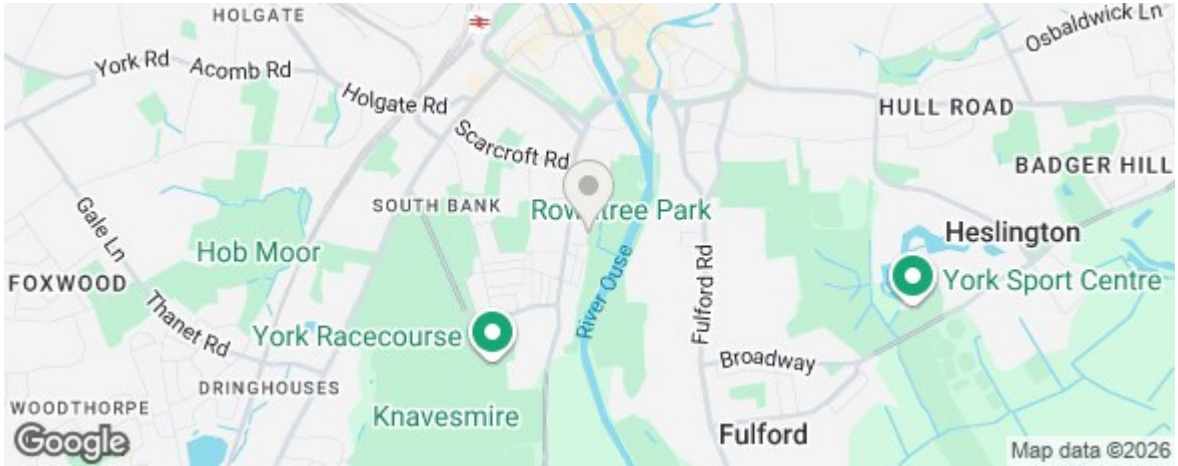 HOLGATE
Osbaldwick Ln
York Rd
Acomb Rd
Holgate Rd
HULL ROAD
Scarcroft Rd
BADGER HILL
SOUTH BANK
Gale Ln
Hob Moor
Heslington
FOXWOOD
York Sport Centre
River Ouse
Fulford Rd
Thanet Rd
York Racecourse
Broadway
DRINGHOUSES
WOODTHORPE
Knavesmire
Fulford
Google
Map data ©2026
Park